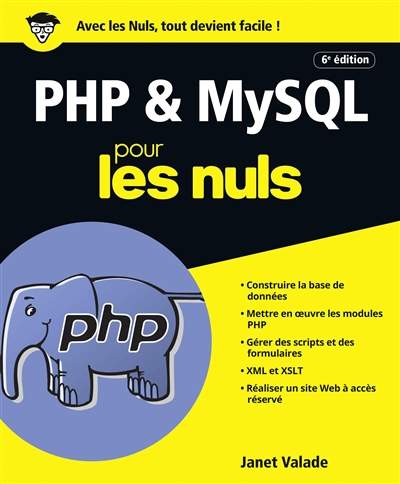 Avec les Nuls, tout devient facile !
6e édition
PHP & MySQL
pour
les nuls
php
• Construire la base de
données
• Mettre en œuvre les modules
PHP
• Gérer des scripts et des
formulaires
• XML et XSLT
• Réaliser un site Web à accès
réservé
Janet Valade